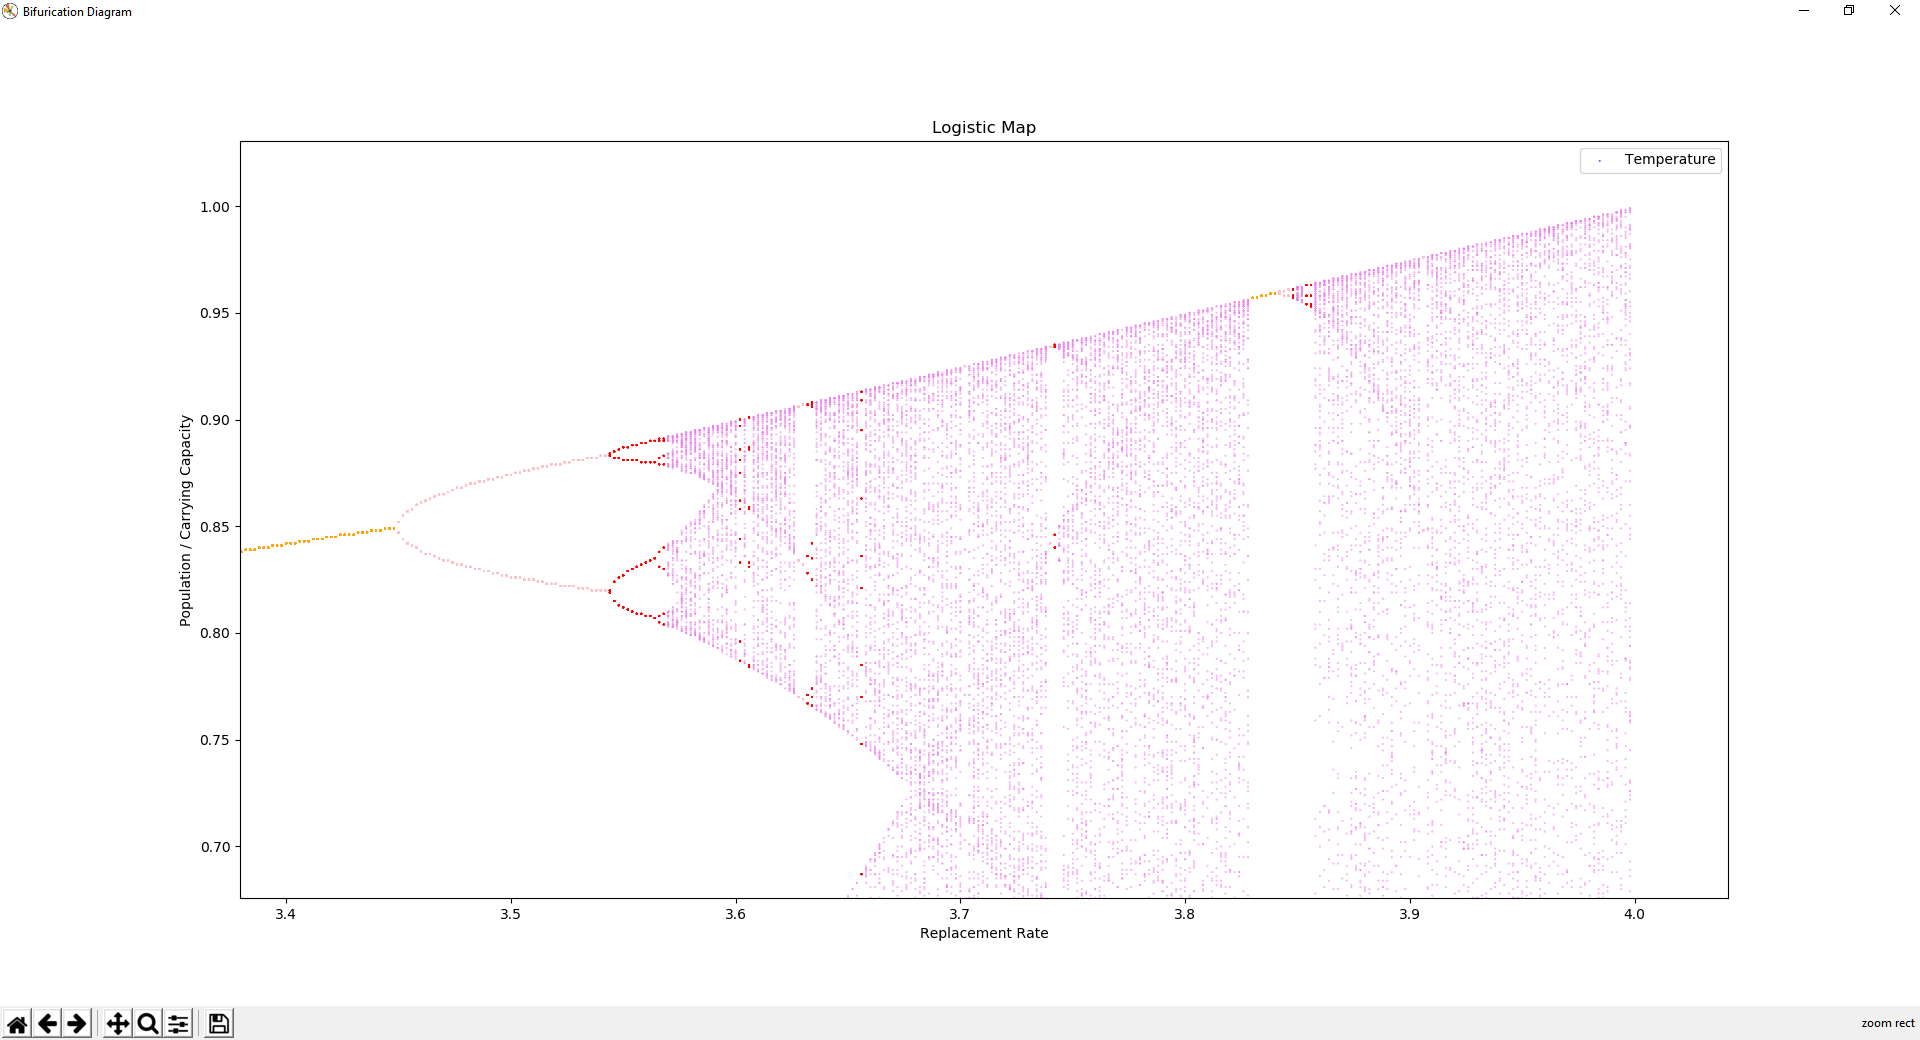 Bifurication Diagram
Logistic Map
Temperature
1.00
0.95
0.90
0.85
0.80
0.75
0.70
Population / Carrying Capacity
3.4 3.5 3.6 3.7 3.8 3.9 4.0
Replacement Rate
zoom rect